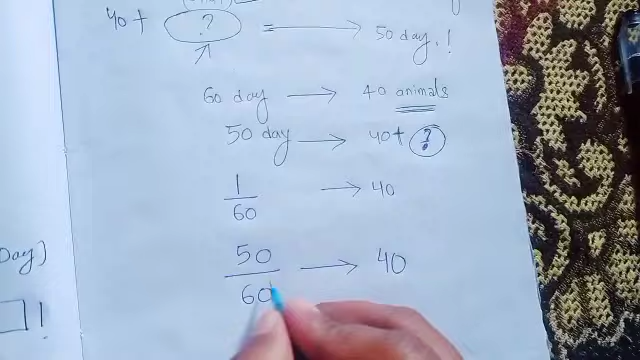 40 + ? = → 50 day. !
60 day → 40 animals
50 day → 40 + ?
1/60 → 40
50/60 → 40
Day)
!